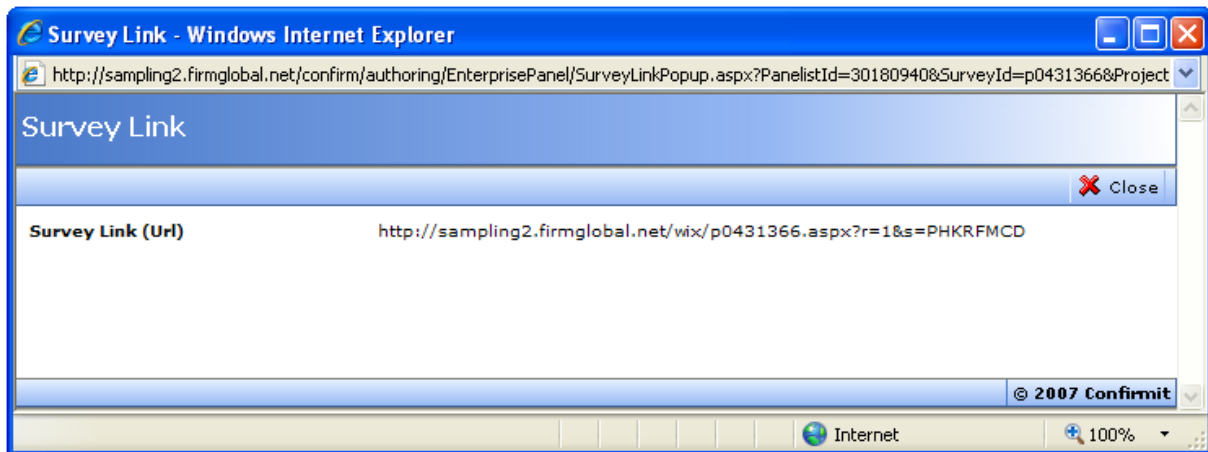 Survey Link - Windows Internet Explorer
http://sampling2.firmglobal.net/confirm/authoring/EnterprisePanel/SurveyLinkPopup.aspx?PanelistId=30180940&SurveyId=p0431366&Project
Survey Link
Close
Survey Link (Url) http://sampling2.firmglobal.net/wix/p0431366.aspx?r=1&s=PHKRFMCD
© 2007 Confirmit
Internet 100%